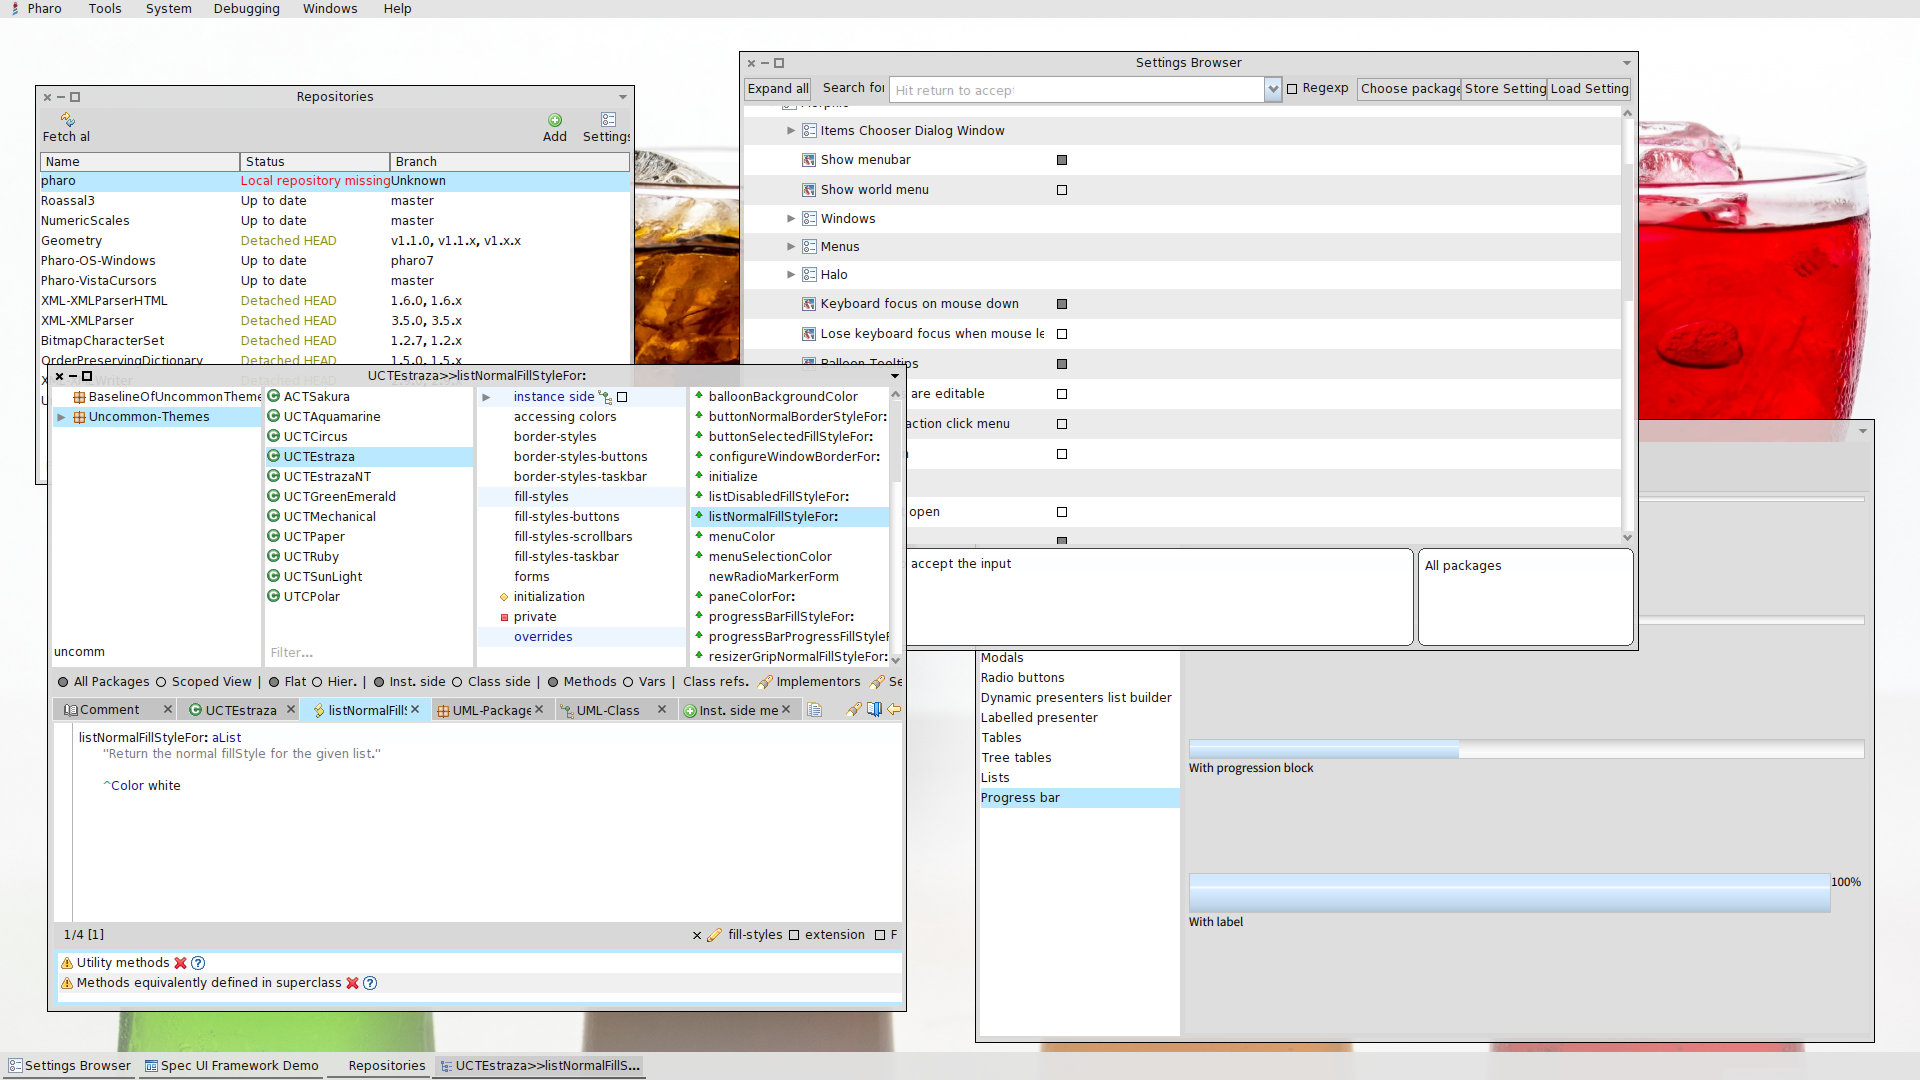 Pharo Tools System Debugging Windows Repositories Help
Repositories
Fetch al Add Settings
Name Status Branch
pharo Local repository missing Unknown
Roassal3 Up to date master
NumericScales Up to date master
Geometry Detached HEAD v1.1.0, v1.1.x, v1.x.x
Pharo-OS-Windows Up to date pharo7
Pharo-VistaCursors Up to date master
XML-XMLParserHTML Detached HEAD 1.6.0, 1.6.x
XML-XMLParser Detached HEAD 3.5.0, 3.5.x
BitmapCharacterSet Detached HEAD 1.2.7, 1.2.x
OrderPreservingDictionary Detached HEAD 1.5.0, 1.5.x
Settings Browser
Expand all Search for Hit return to accept Regexp Choose package Store Setting Load Setting
Items Chooser Dialog Window
Show menubar
Show world menu
Windows
Menus
Halo
Keyboard focus on mouse down
Lose keyboard focus when mouse le
Balloon Tooltips
are editable
action click menu
open
accept the input
All packages
UCTEstraza>>listNormalFillStyleFor:
BaselineOfUncommonTheme
Uncommon-Themes
uncomm
ACTSakura
UCTAquamarine
UCTCircus
UCTEstraza
UCTEstrazaNT
UCTGreenEmerald
UCTMechanical
UCTPaper
UCTRuby
UCTSunLight
UTCPolar
Filter...
instance side
accessing colors
border-styles
border-styles-buttons
border-styles-taskbar
fill-styles
fill-styles-buttons
fill-styles-scrollbars
fill-styles-taskbar
forms
initialization
private
overrides
balloonBackgroundColor
buttonNormalBorderStyleFor:
buttonSelectedFillStyleFor:
configureWindowBorderFor:
initialize
listDisabledFillStyleFor:
listNormalFillStyleFor:
menuColor
menuSelectionColor
newRadioMarkerForm
paneColorFor:
progressBarFillStyleFor:
progressBarProgressFillStyleF
resizerGripNormalFillStyleFor:
All Packages Scoped View | Flat Hier. | Inst. side Class side | Methods Vars | Class refs. Implementors Se
Comment UCTEstraza listNormalFillS UML-Package UML-Class Inst. side me
listNormalFillStyleFor: aList
"Return the normal fillStyle for the given list."
^Color white
1/4 [1] fill-styles extension F
Utility methods
Methods equivalently defined in superclass
Modals
Radio buttons
Dynamic presenters list builder
Labelled presenter
Tables
Tree tables
Lists
Progress bar
With progression block
100%
With label
Settings Browser Spec UI Framework Demo Repositories UCTEstraza>>listNormalFillS...